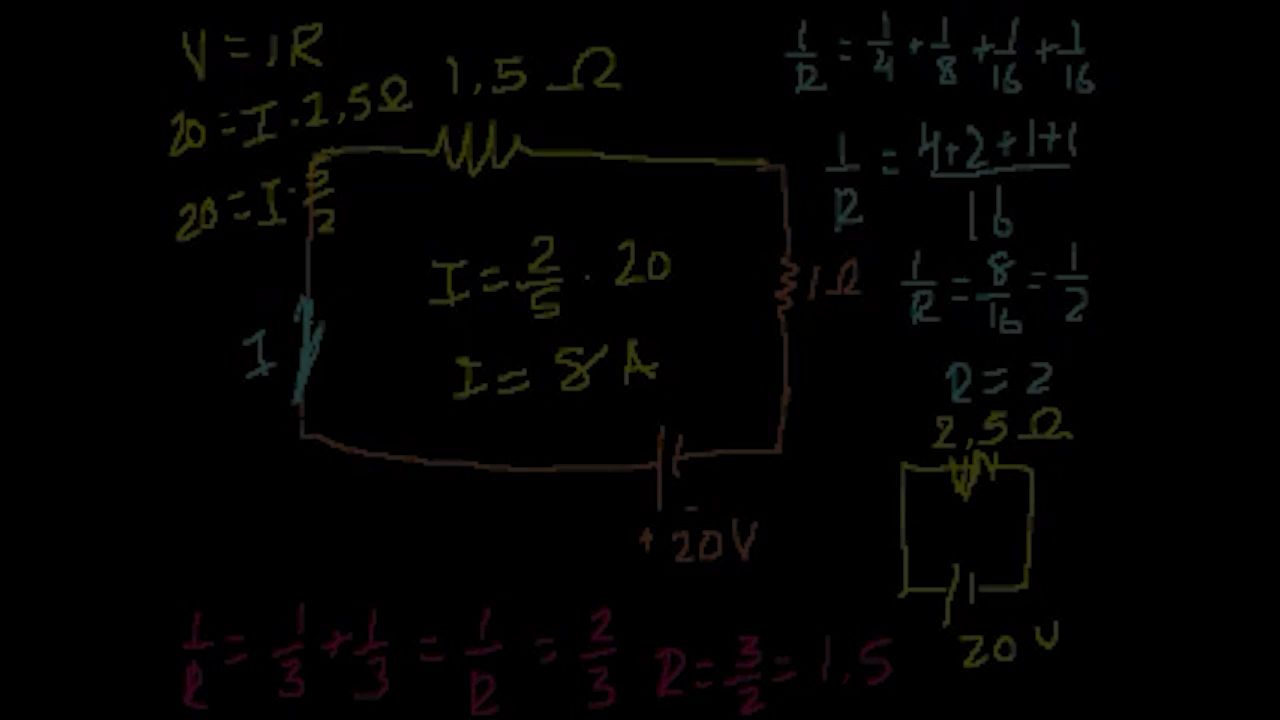 V = IR
20 = I · 2,5Ω
20 = I · 5/2
1,5 Ω
I = 2/5 · 20
I = 8 A
I
1Ω
+ -
20V
1/R = 1/4 + 1/8 + 1/16 + 1/16
1/R = 4+2+1+1/16
1/R = 8/16 = 1/2
R = 2
2,5 Ω
20 V
1/R = 1/3 + 1/3 = 1/R = 2/3 R = 3/2 = 1,5